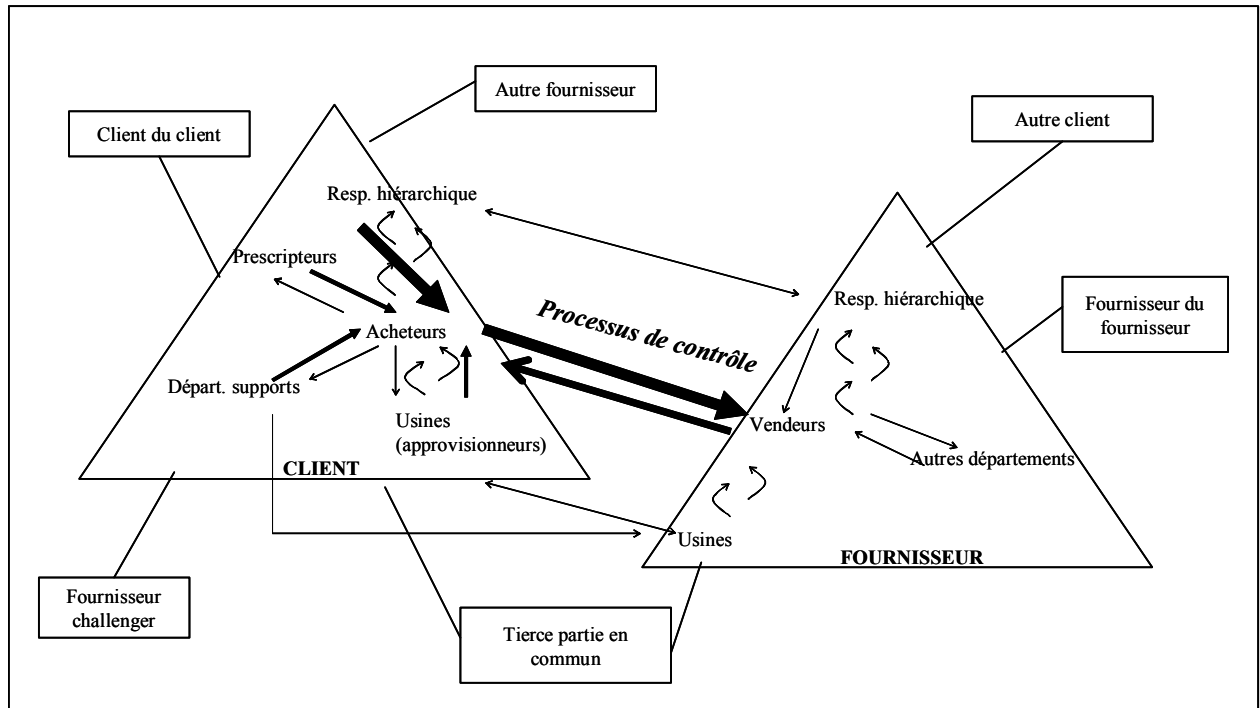 Autre fournisseur
Client du client
Autre client
Resp. hiérarchique
Prescripteurs
Acheteurs
Départ. supports
Usines
(approvisionneurs)
CLIENT
Processus de contrôle
Resp. hiérarchique
Fournisseur du
fournisseur
Vendeurs
Autres départements
Usines
FOURNISSEUR
Fournisseur
challenger
Tierce partie en
commun